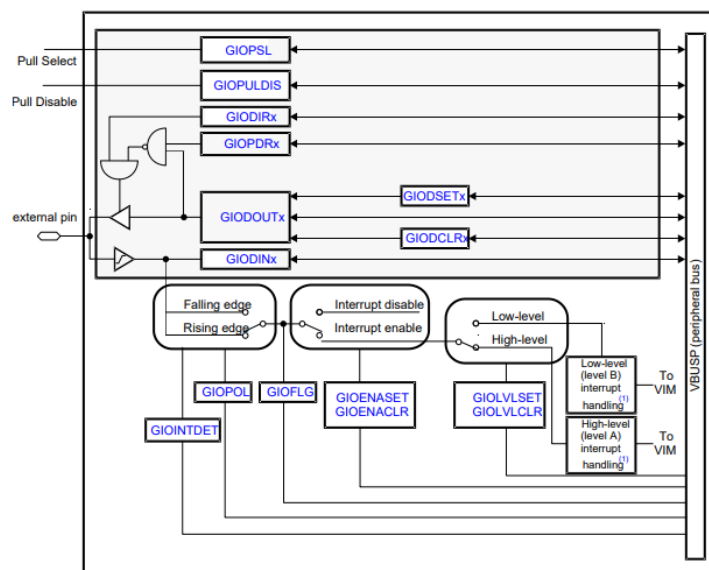 GIOPSL
Pull Select
GIOPULDIS
Pull Disable
GIODIRx
GIOPDRx
GIODSETx
external pin
GIODOUTx
GIODCLRx
GIODINx
VBUSP (peripheral bus)
Falling edge
Rising edge
Interrupt disable
Interrupt enable
Low-level
High-level
Low-level
(level B)
interrupt
handling(1)
To
VIM
GIOPOL
GIOFLG
GIOENASET
GIOENACLR
GIOLVLSET
GIOLVLCLR
GIOINTDET
High-level
(level A)
interrupt
handling(1)
To
VIM